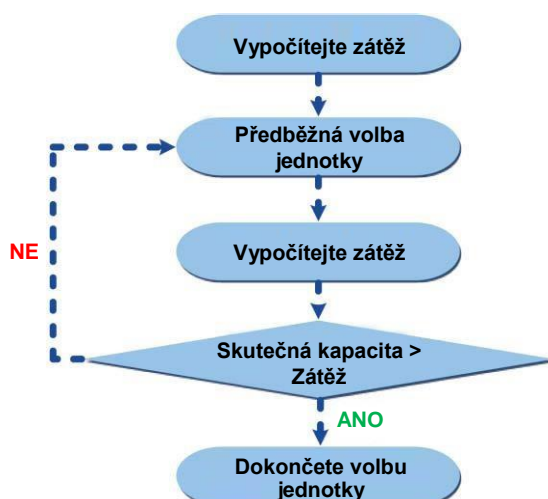 Vypočítejte zátěž
Předběžná volba
jednotky
NE
Vypočítejte zátěž
Skutečná kapacita >
Zátěž
ANO
Dokončete volbu
jednotky